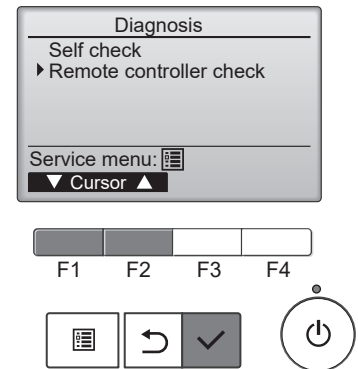 Diagnosis
Self check
Remote controller check
Service menu:
▼ Cursor ▲
F1 F2 F3 F4